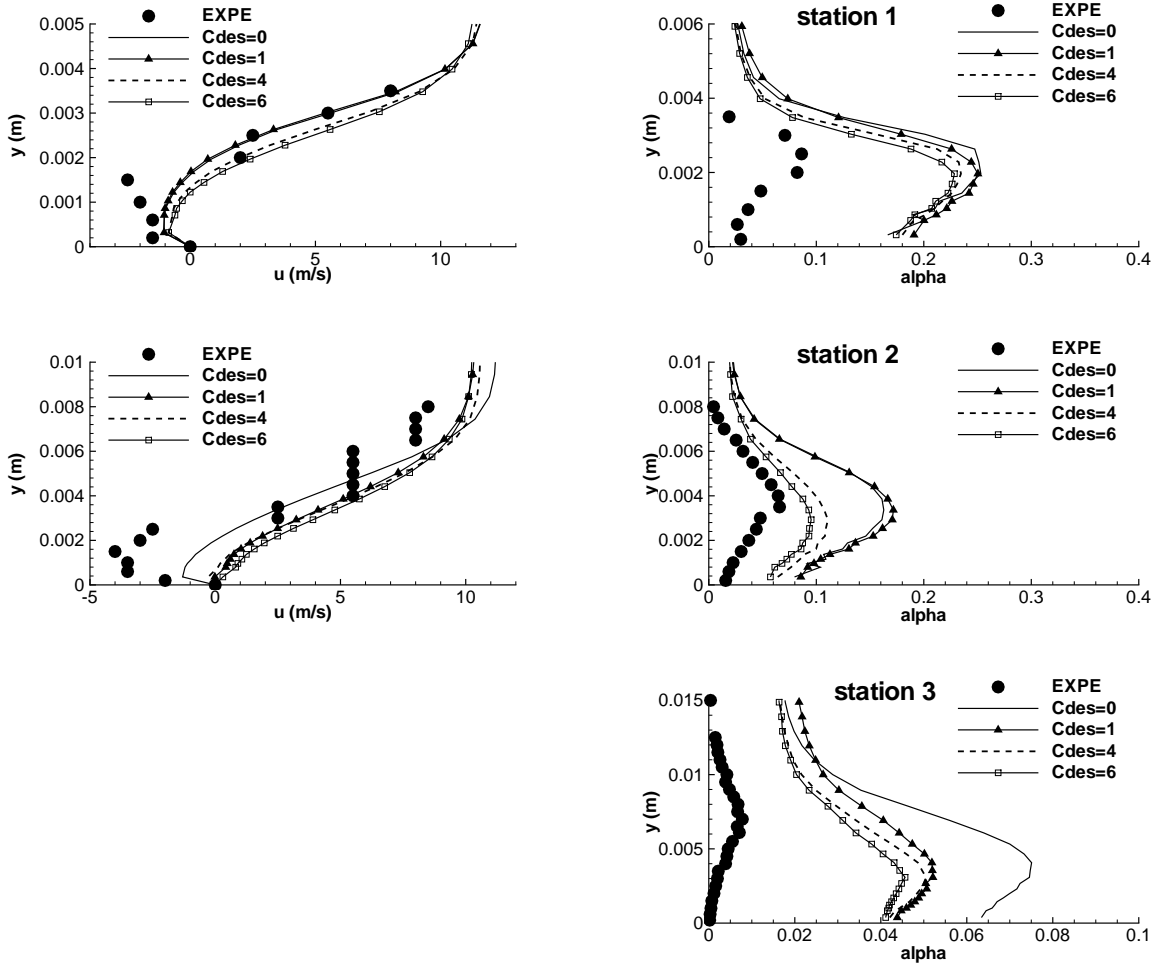 EXPE
Cdes=0
Cdes=1
Cdes=4
Cdes=6
y (m)
0.005
0.004
0.003
0.002
0.001
0
0 5 10
u (m/s)
station 1
EXPE
Cdes=0
Cdes=1
Cdes=4
Cdes=6
y (m)
0.006
0.004
0.002
0
0 0.1 0.2 0.3 0.4
alpha
EXPE
Cdes=0
Cdes=1
Cdes=4
Cdes=6
y (m)
0.01
0.008
0.006
0.004
0.002
0
-5 0 5 10
u (m/s)
station 2
EXPE
Cdes=0
Cdes=1
Cdes=4
Cdes=6
y (m)
0.01
0.008
0.006
0.004
0.002
0
0 0.1 0.2 0.3 0.4
alpha
station 3
EXPE
Cdes=0
Cdes=1
Cdes=4
Cdes=6
y (m)
0.015
0.01
0.005
0
0 0.02 0.04 0.06 0.08 0.1
alpha